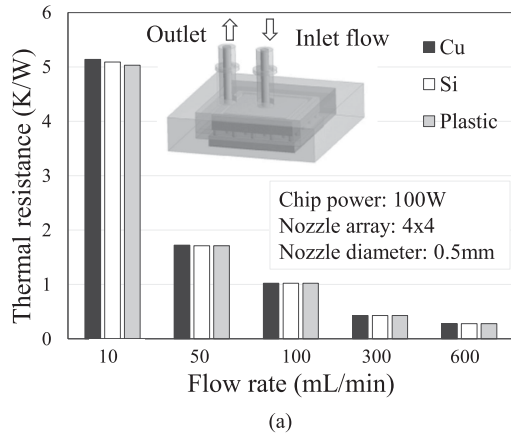 Outlet
Inlet flow
Cu
Si
Plastic
Chip power: 100W
Nozzle array: 4x4
Nozzle diameter: 0.5mm
Thermal resistance (K/W)
6
5
4
3
2
1
0
10 50 100 300 600
Flow rate (mL/min)
(a)